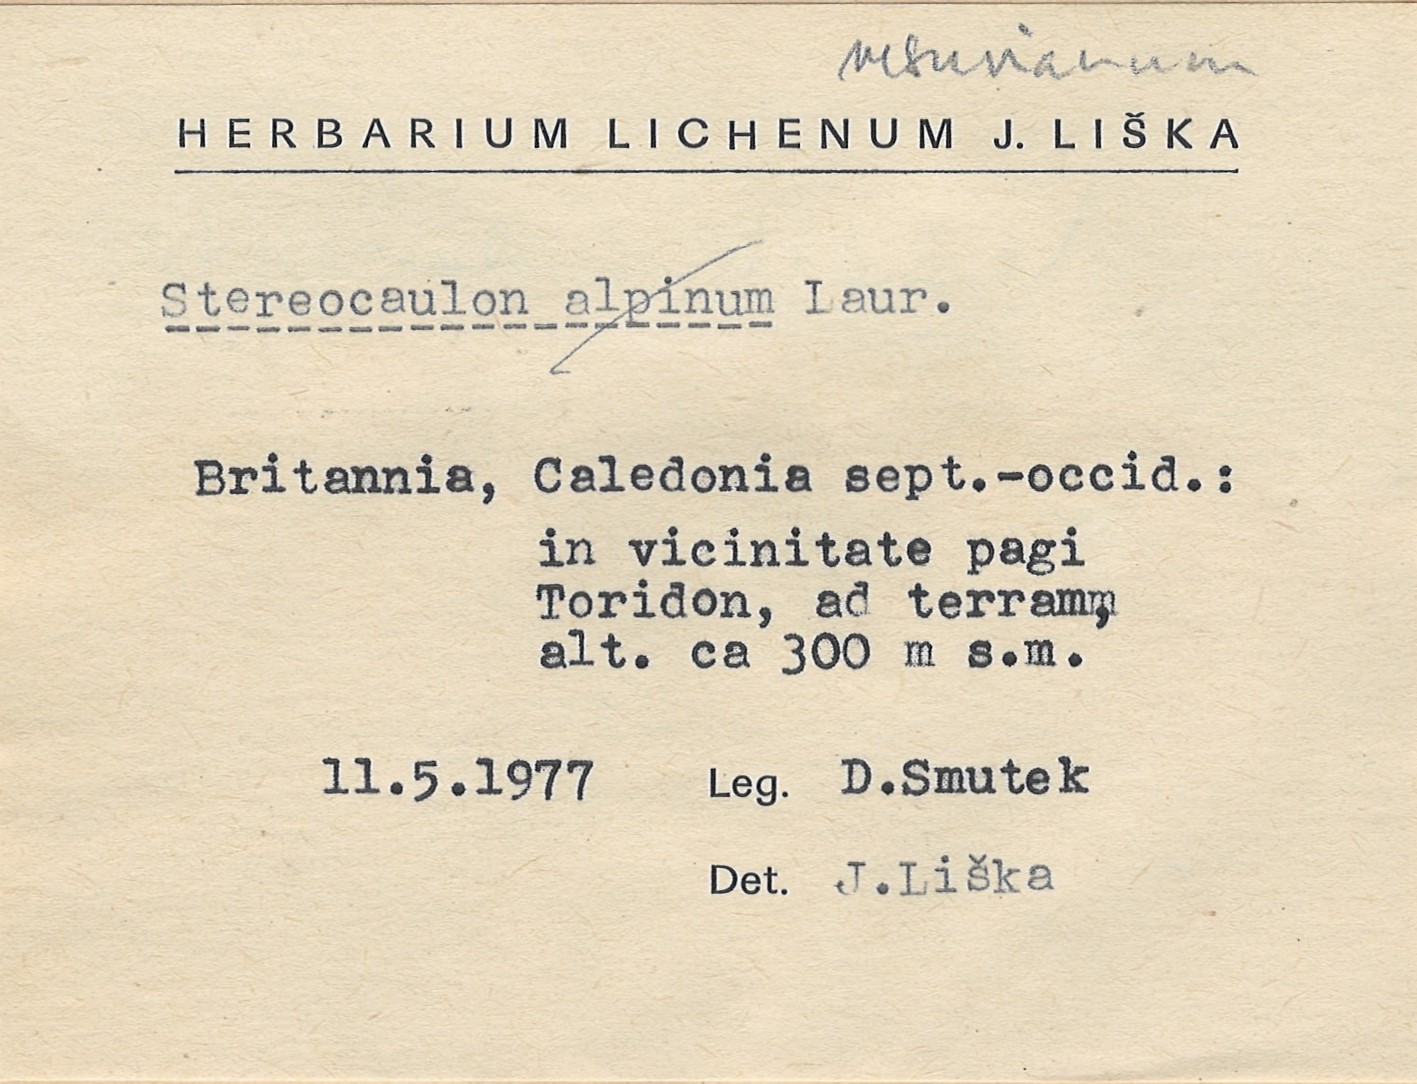 vesuvianum
HERBARIUM LICHENUM J. LIŠKA
Stereocaulon alpinum Laur.
Britannia, Caledonia sept.-occid.:
in vicinitate pagi
Toridon, ad terram,
alt. ca 300 m s.m.
11.5.1977 Leg. D.Smutek
Det. J.Liška